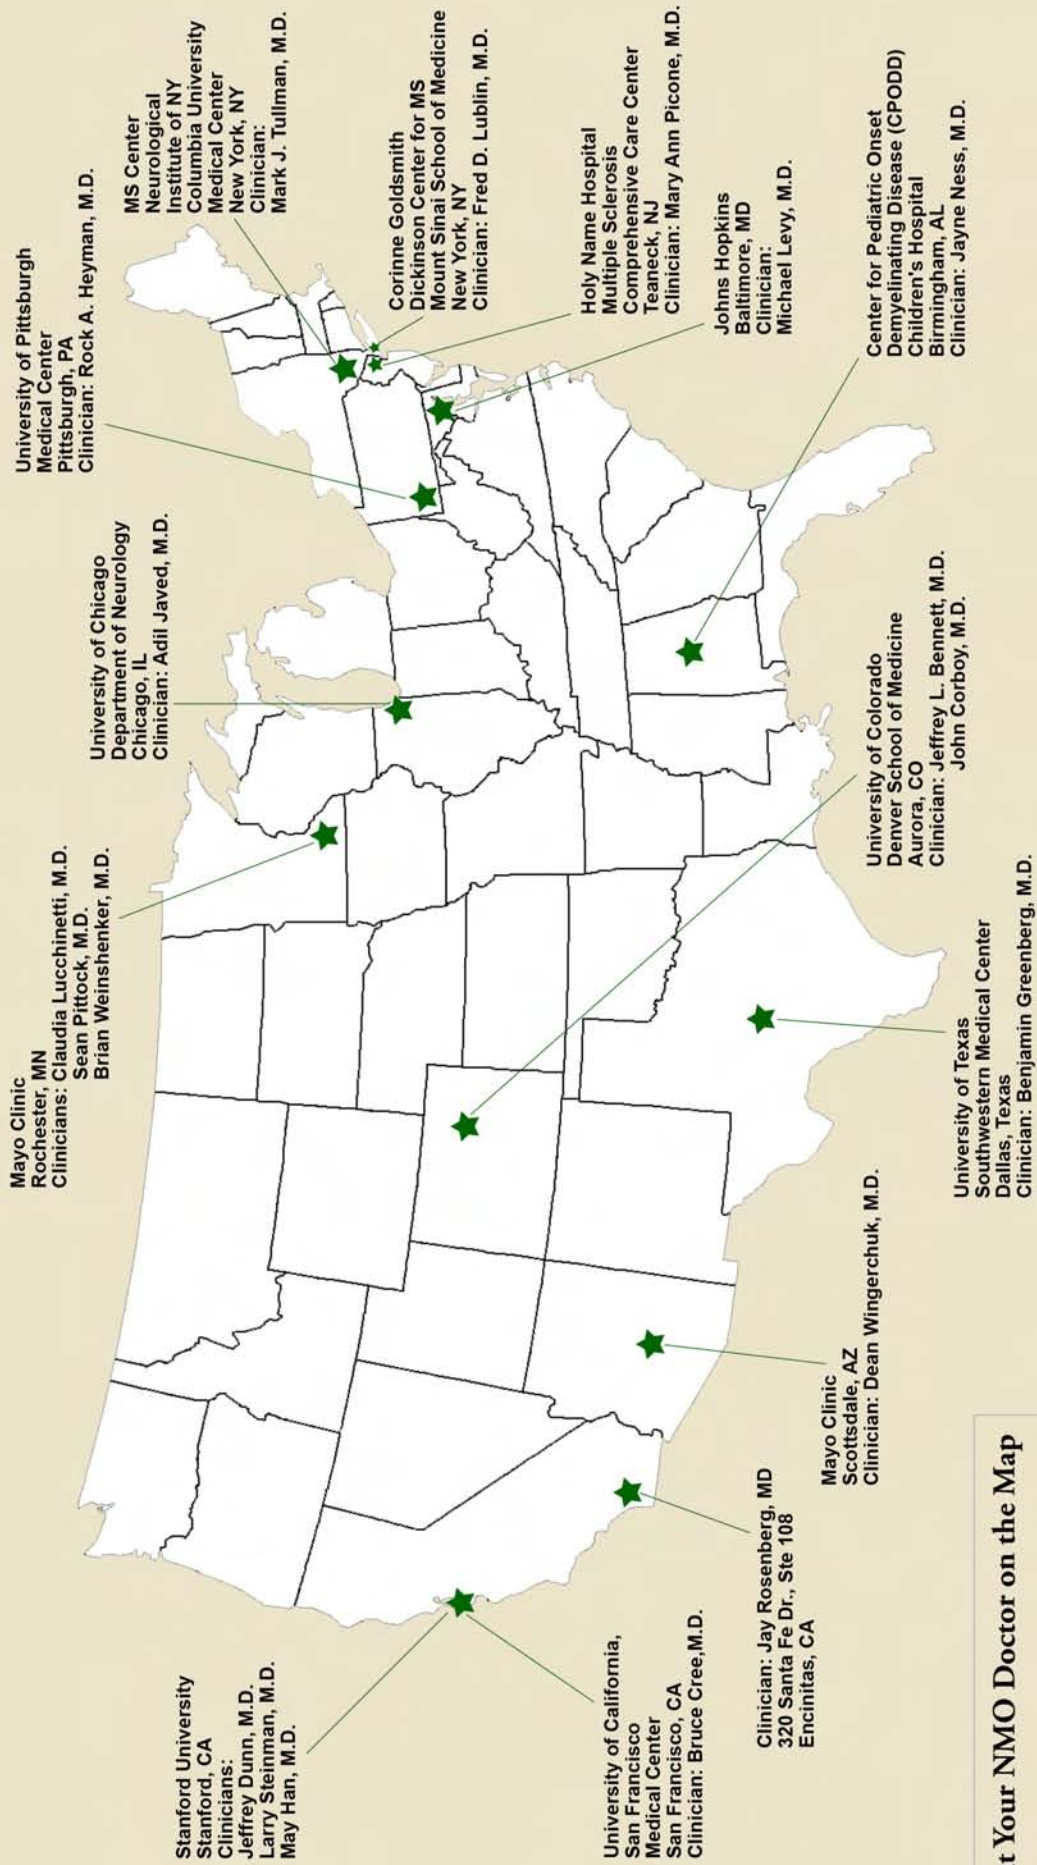 Mayo Clinic
Rochester, MN
Clinicians: Claudia Lucchinetti, M.D.
Sean Pittock, M.D.
Brian Weinshenker, M.D.
University of Chicago
Department of Neurology
Chicago, IL
Clinician: Adil Javed, M.D.
University of Pittsburgh
Medical Center
Pittsburgh, PA
Clinician: Rock A. Heyman, M.D.
MS Center
Neurological
Institute of NY
Columbia University
Medical Center
New York, NY
Clinician:
Mark J. Tullman, M.D.
Corinne Goldsmith
Dickinson Center for MS
Mount Sinai School of Medicine
New York, NY
Clinician: Fred D. Lublin, M.D.
Holy Name Hospital
Multiple Sclerosis
Comprehensive Care Center
Teaneck, NJ
Clinician: Mary Ann Picone, M.D.
Johns Hopkins
Baltimore, MD
Clinician:
Michael Levy, M.D.
Center for Pediatric Onset
Demyelinating Disease (CPODD)
Children's Hospital
Birmingham, AL
Clinician: Jayne Ness, M.D.
University of Colorado
Denver School of Medicine
Aurora, CO
Clinician: Jeffrey L. Bennett, M.D.
John Corboy, M.D.
University of Texas
Southwestern Medical Center
Dallas, Texas
Clinician: Benjamin Greenberg, M.D.
Mayo Clinic
Scottsdale, AZ
Clinician: Dean Wingerchuk, M.D.
Clinician: Jay Rosenberg, MD
320 Santa Fe Dr., Ste 108
Encinitas, CA
University of California,
San Francisco
Medical Center
San Francisco, CA
Clinician: Bruce Cree,M.D.
Stanford University
Stanford, CA
Clinicians:
Jeffrey Dunn, M.D.
Larry Steinman, M.D.
May Han, M.D.
t Your NMO Doctor on the Map